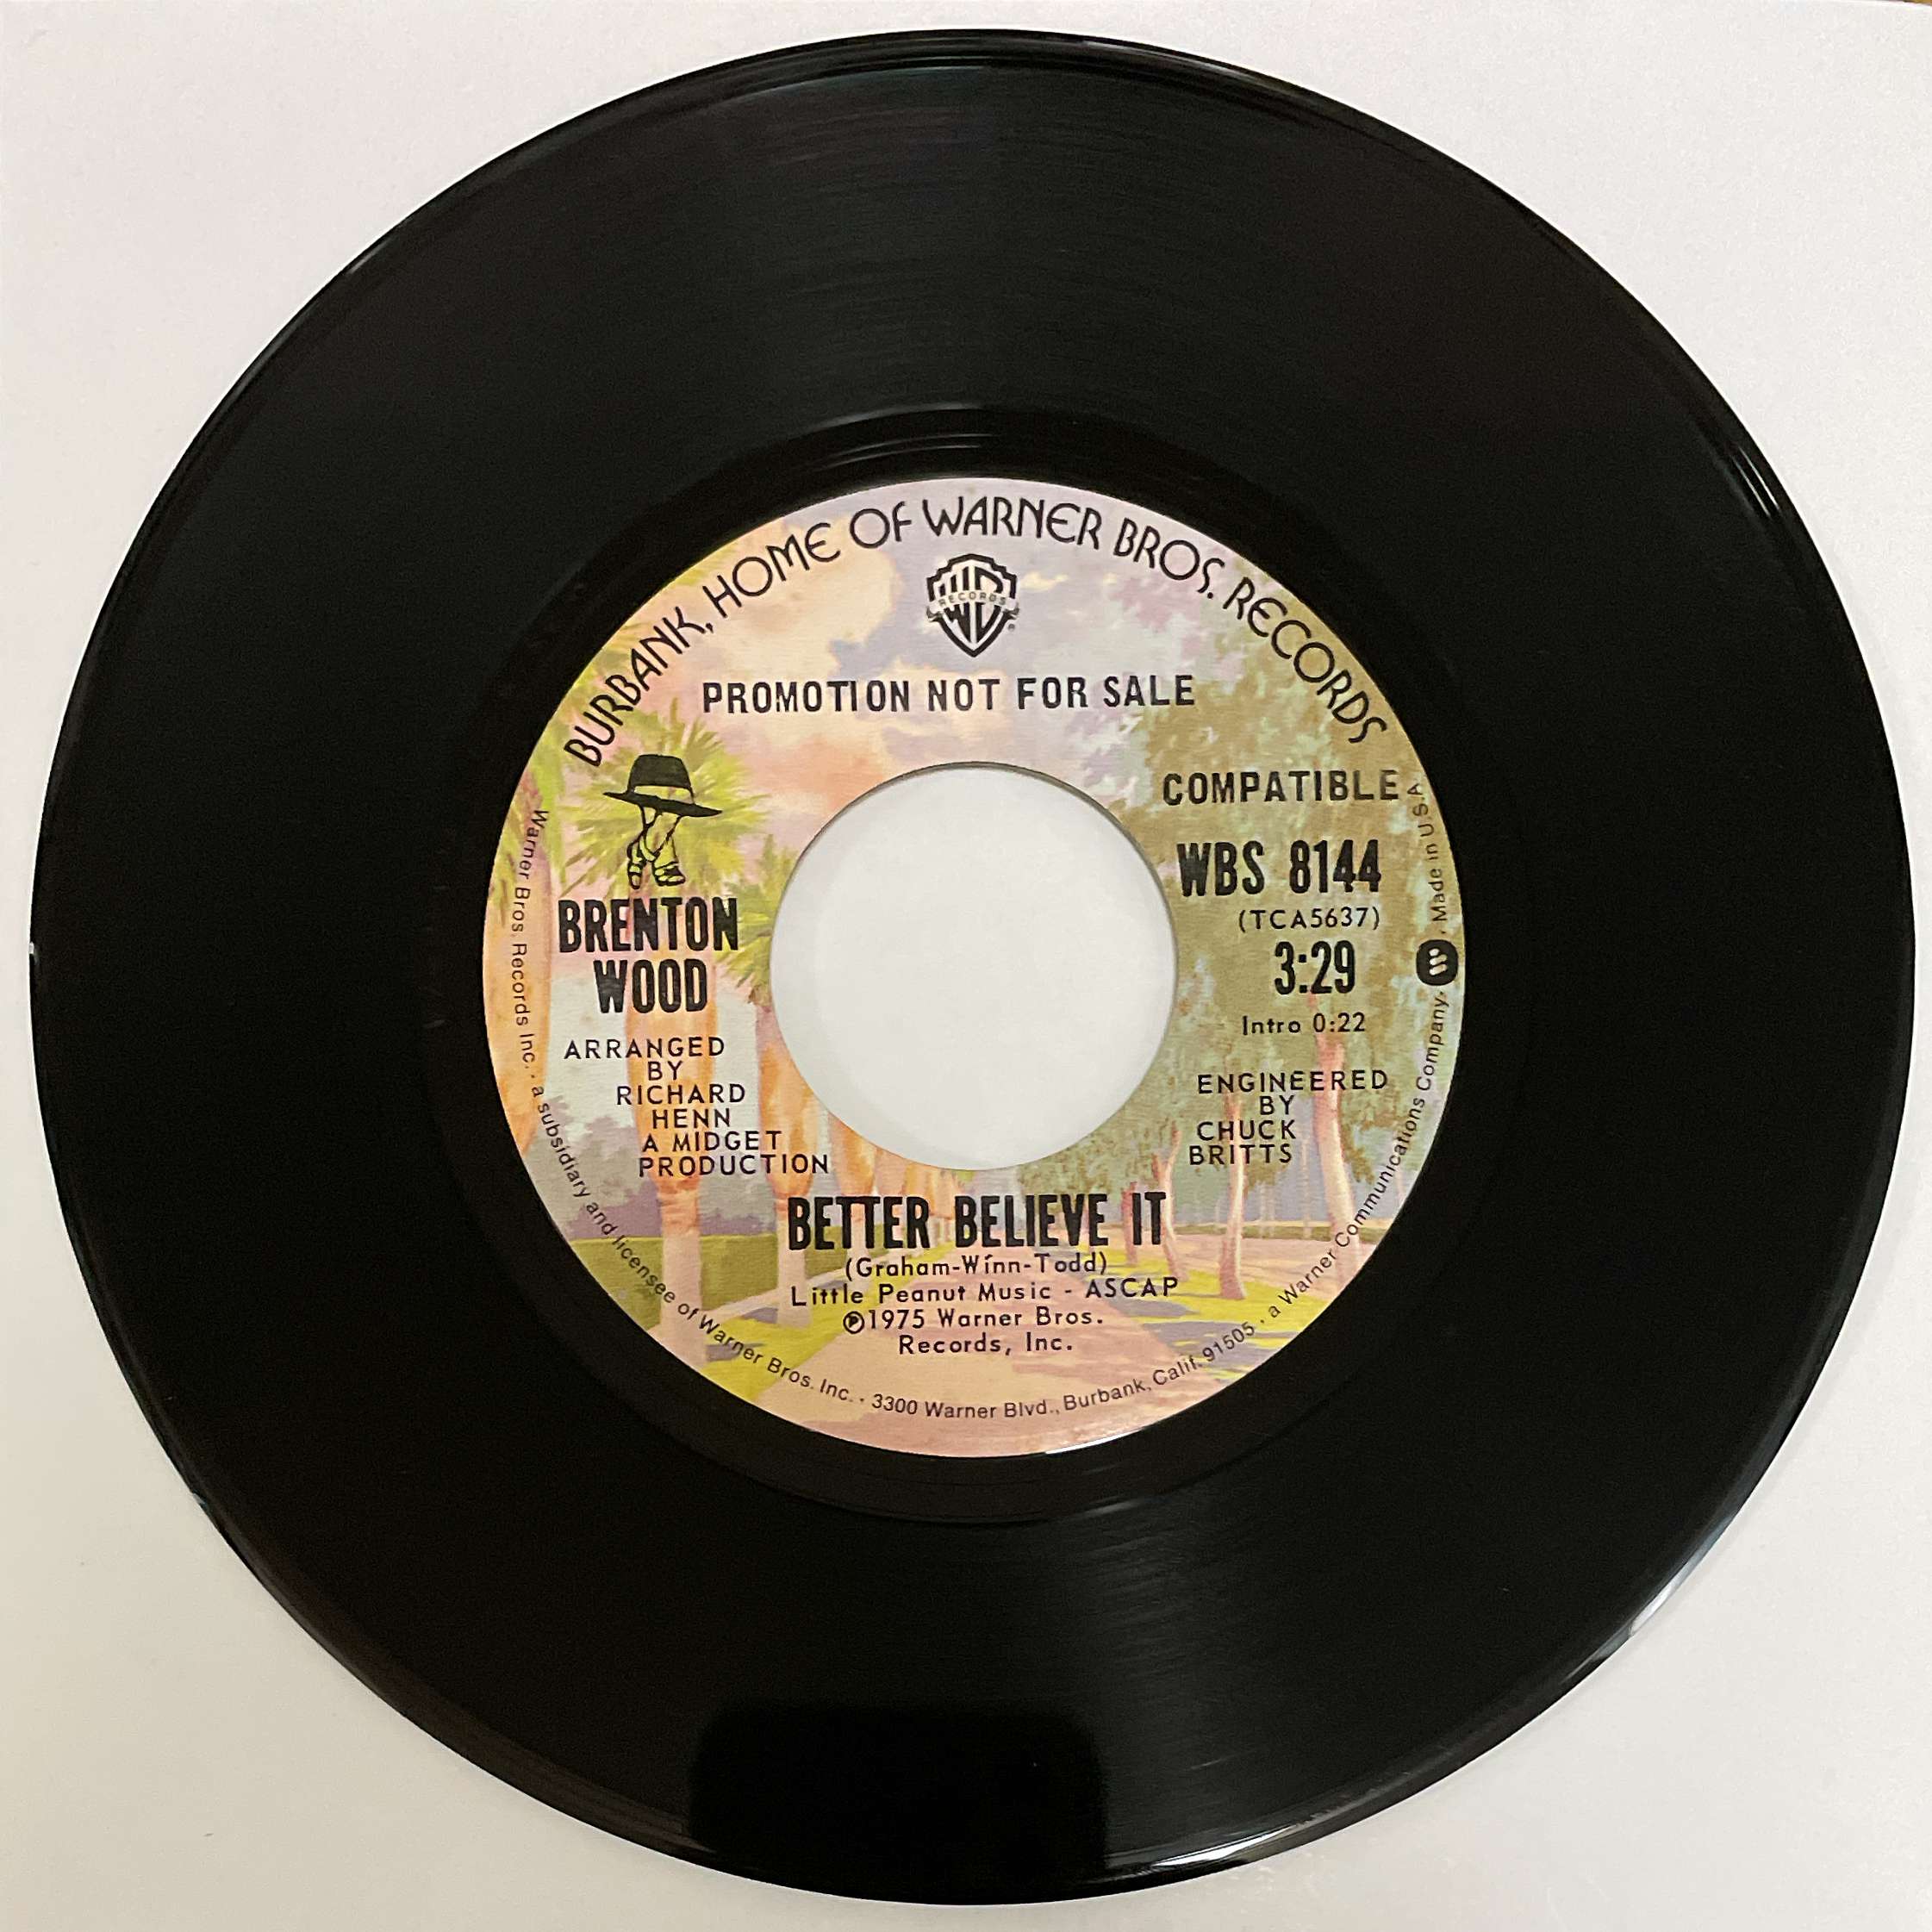 BURBANK, HOME OF WARNER BROS. RECORDS
RECORDS
PROMOTION NOT FOR SALE
COMPATIBLE
WBS 8144
(TCA5637)
3:29
Intro 0:22
BRENTON
WOOD
ARRANGED
BY
RICHARD
HENN
A MIDGET
PRODUCTION
ENGINEERED
BY
CHUCK
BRITTS
BETTER BELIEVE IT
(Graham-Winn-Todd)
Little Peanut Music - ASCAP
℗1975 Warner Bros.
Records, Inc.
Warner Bros. Records Inc. · a subsidiary and licensee of Warner Bros. Inc. · 3300 Warner Blvd., Burbank, Calif. 91505 · a Warner Communications Company. · Made in U.S.A.